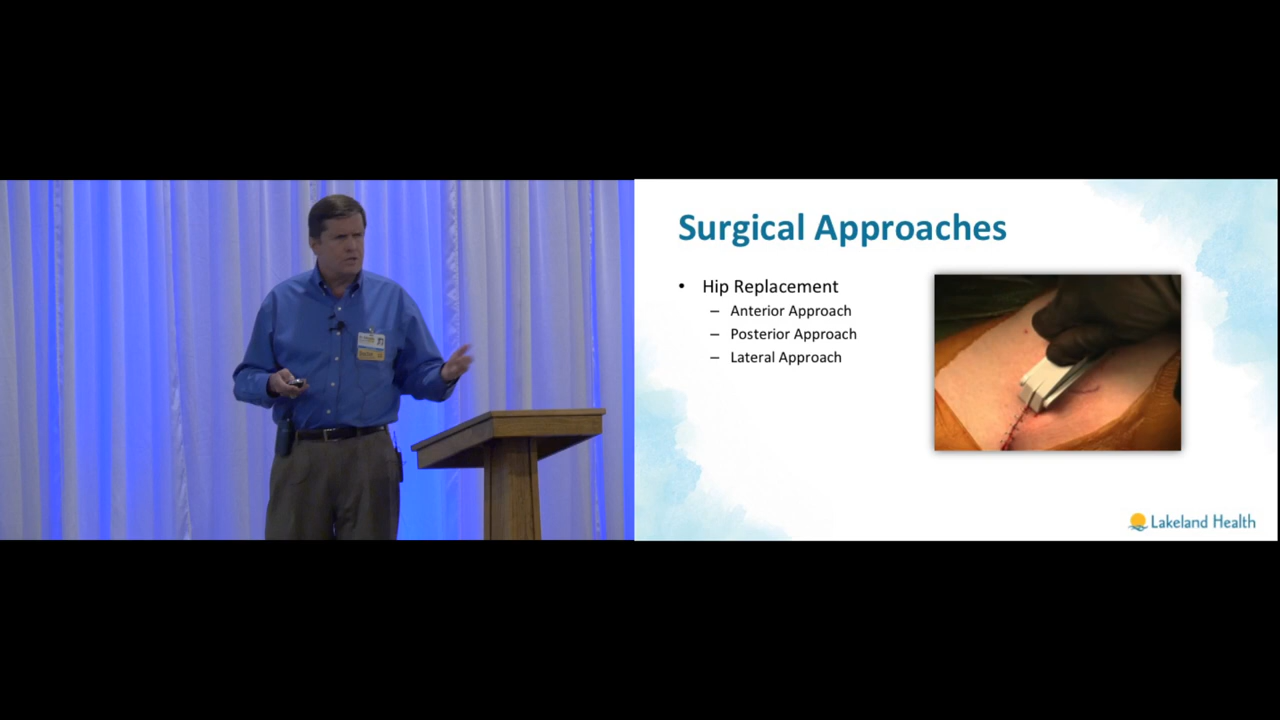 Surgical Approaches
• Hip Replacement
– Anterior Approach
– Posterior Approach
– Lateral Approach
Lakeland Health